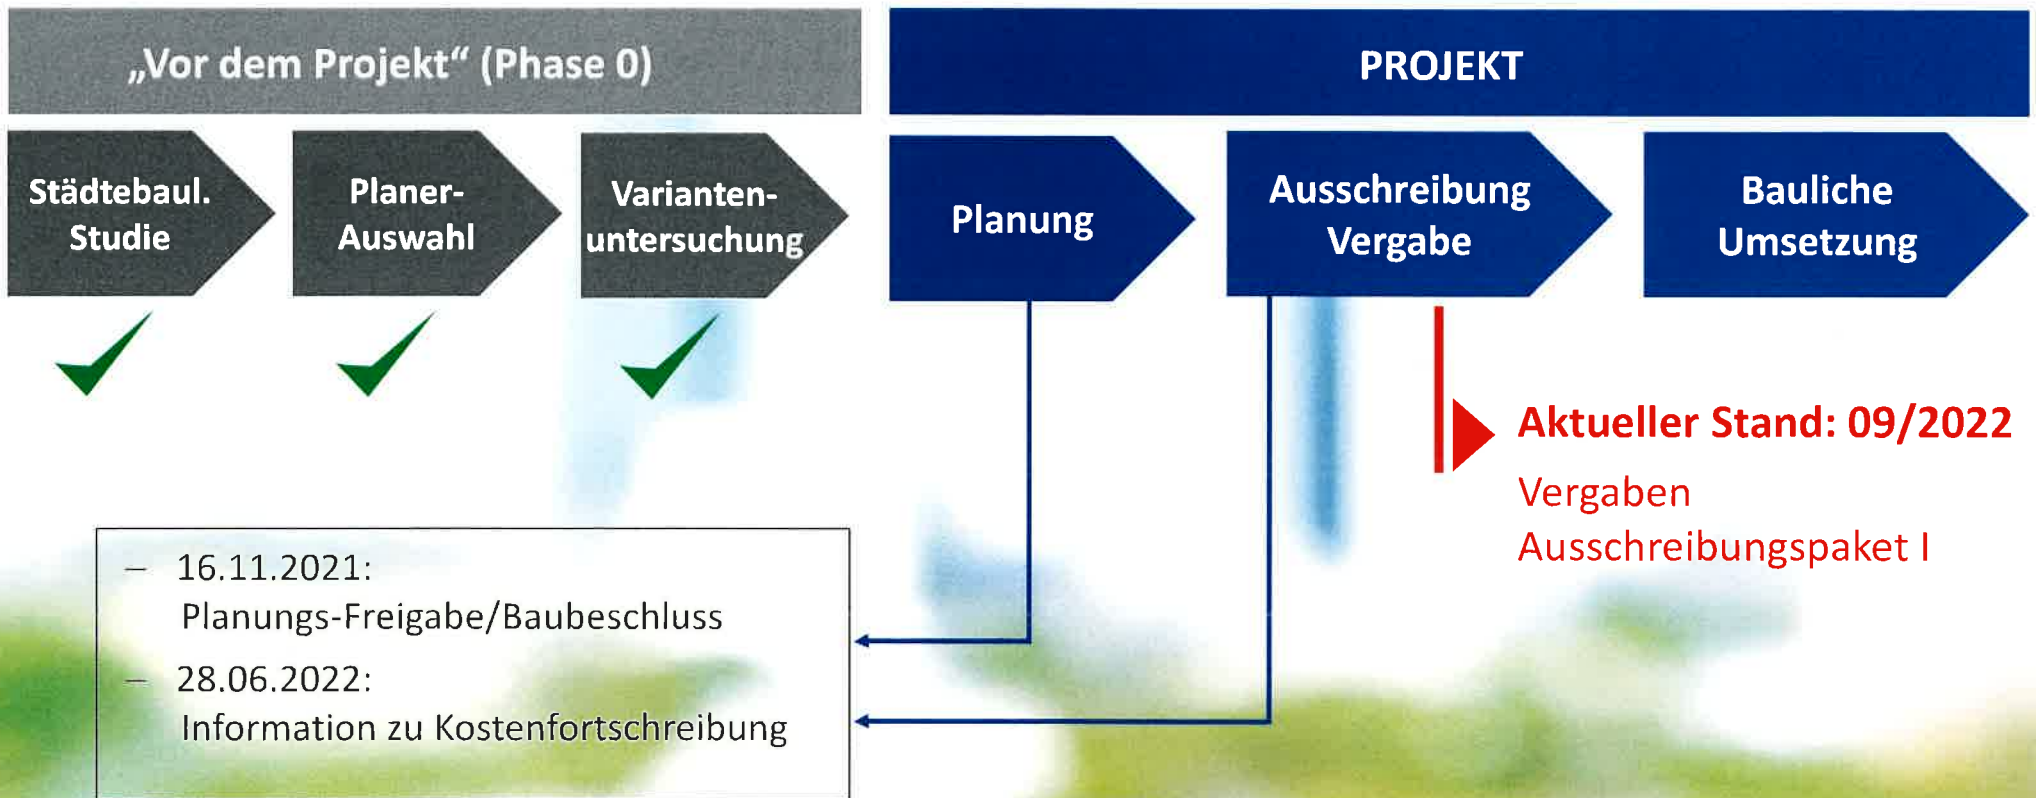 „Vor dem Projekt“ (Phase 0)
PROJEKT
Städtebaul.
Studie
Planer-
Auswahl
Varianten-
untersuchung
Planung
Ausschreibung
Vergabe
Bauliche
Umsetzung
Aktueller Stand: 09/2022
Vergaben
Ausschreibungspaket I
– 16.11.2021:
Planungs-Freigabe/Baubeschluss
– 28.06.2022:
Information zu Kostenfortschreibung